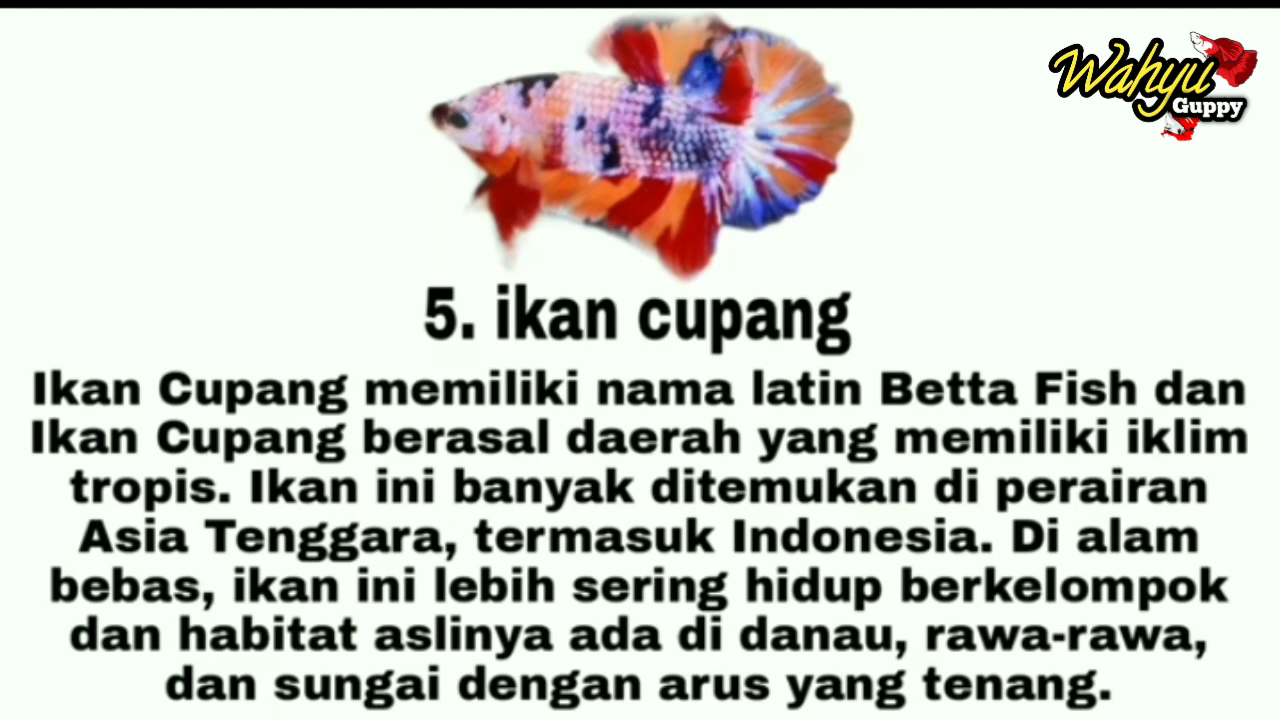 Wahyu
Guppy
5. ikan cupang
Ikan Cupang memiliki nama latin Betta Fish dan
Ikan Cupang berasal daerah yang memiliki iklim
tropis. Ikan ini banyak ditemukan di perairan
Asia Tenggara, termasuk Indonesia. Di alam
bebas, ikan ini lebih sering hidup berkelompok
dan habitat aslinya ada di danau, rawa-rawa,
dan sungai dengan arus yang tenang.